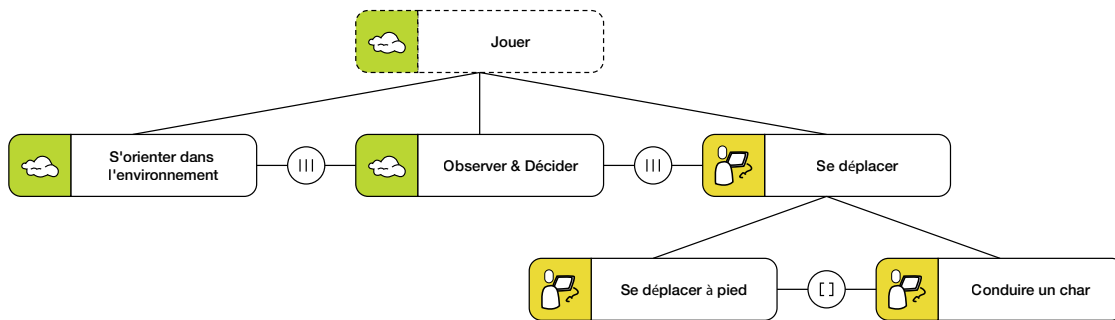 Jouer
S'orienter dans
l'environnement
|||
Observer & Décider
|||
Se déplacer
Se déplacer à pied
[]
Conduire un char